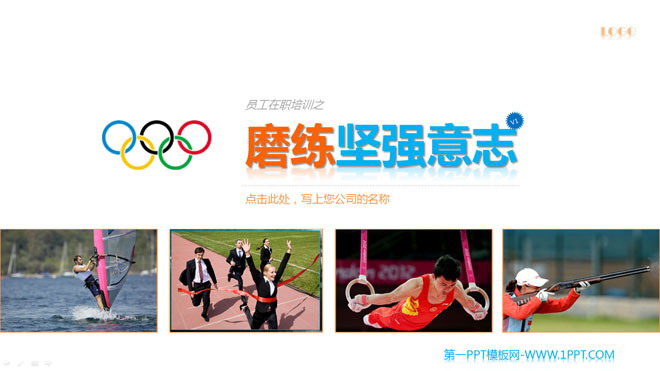 LOGO
员工在职培训之
磨练坚强意志
V1
点击此处，写上您公司的名称
2012
第一PPT模板网-WWW.1PPT.COM